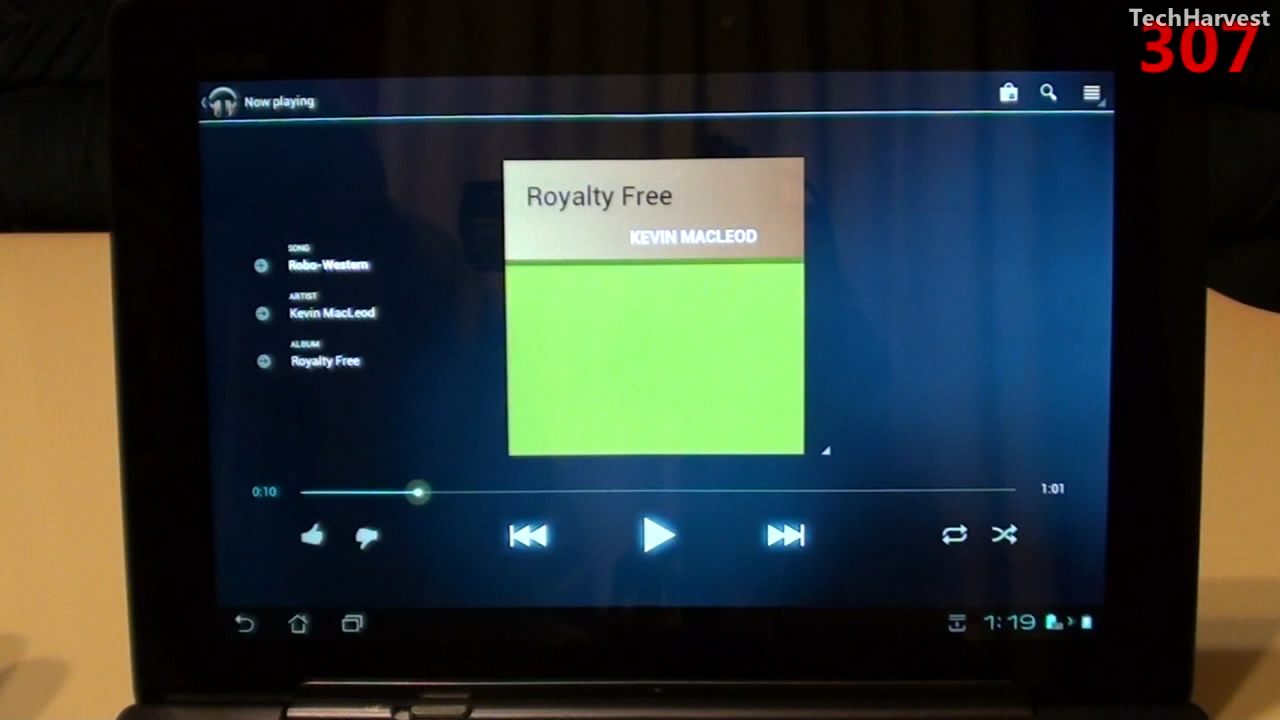 TechHarvest
307
Now playing
Royalty Free
KEVIN MACLEOD
SONG
Robo-Western
ARTIST
Kevin MacLeod
ALBUM
Royalty Free
0:10
1:01
1:19